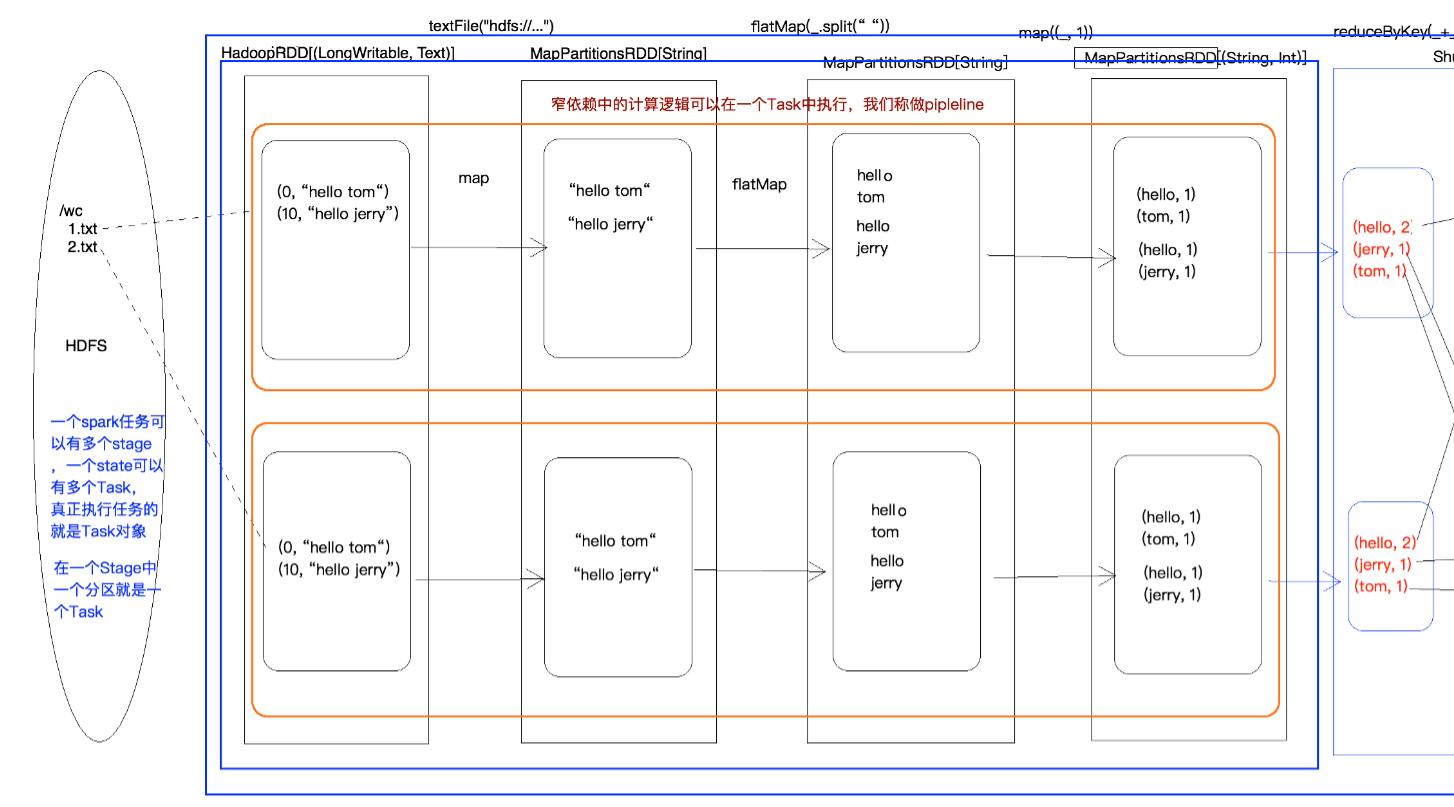 textFile("hdfs://...")
flatMap(_.split(“ “))
map((_, 1))
reduceByKey(_+_
HadoopRDD[(LongWritable, Text)]
MapPartitionsRDD[String]
MapPartitionsRDD[String]
MapPartitionsRDD[(String, Int)]
窄依赖中的计算逻辑可以在一个Task中执行，我们称做pipleline
/wc
1.txt
2.txt
HDFS
一个spark任务可
以有多个stage
，一个state可以
有多个Task，
真正执行任务的
就是Task对象
在一个Stage中
一个分区就是一
个Task
(0, “hello tom“)
(10, “hello jerry”)
map
“hello tom“
“hello jerry“
flatMap
hello
tom
hello
jerry
(hello, 1)
(tom, 1)
(hello, 1)
(jerry, 1)
(hello, 2)
(jerry, 1)
(tom, 1)
(0, “hello tom“)
(10, “hello jerry”)
“hello tom“
“hello jerry“
hello
tom
hello
jerry
(hello, 1)
(tom, 1)
(hello, 1)
(jerry, 1)
(hello, 2)
(jerry, 1)
(tom, 1)